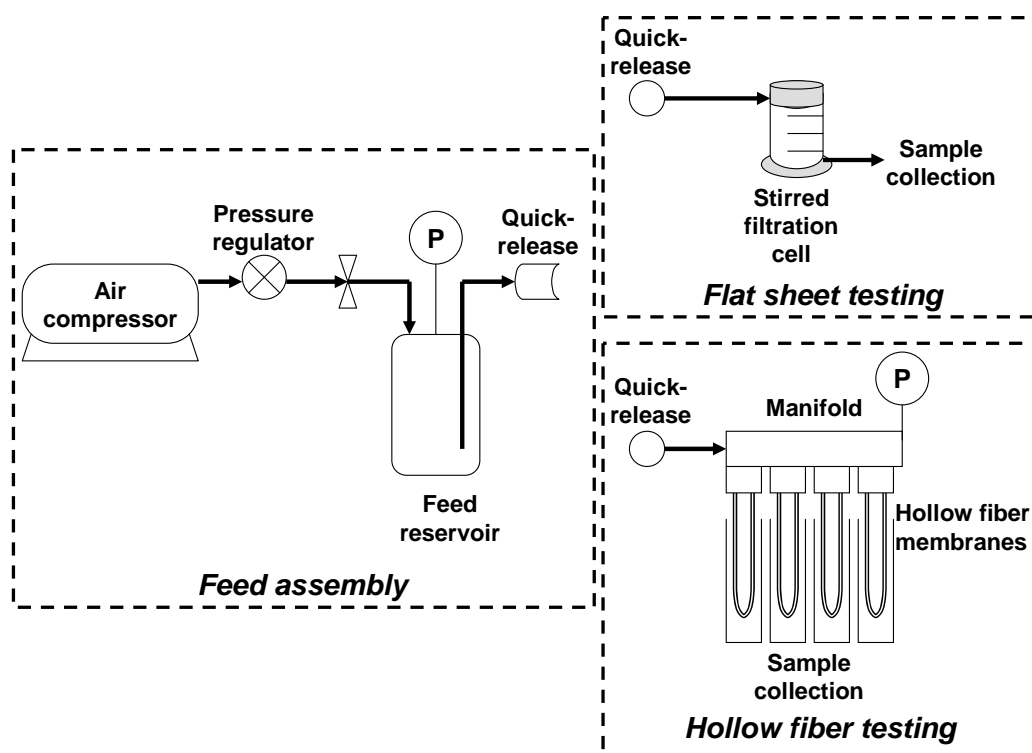 Air
compressor
Pressure
regulator
P
Quick-
release
Feed
reservoir
Feed assembly
Quick-
release
Sample
collection
Stirred
filtration
cell
Flat sheet testing
Quick-
release
Manifold
P
Hollow fiber
membranes
Sample
collection
Hollow fiber testing